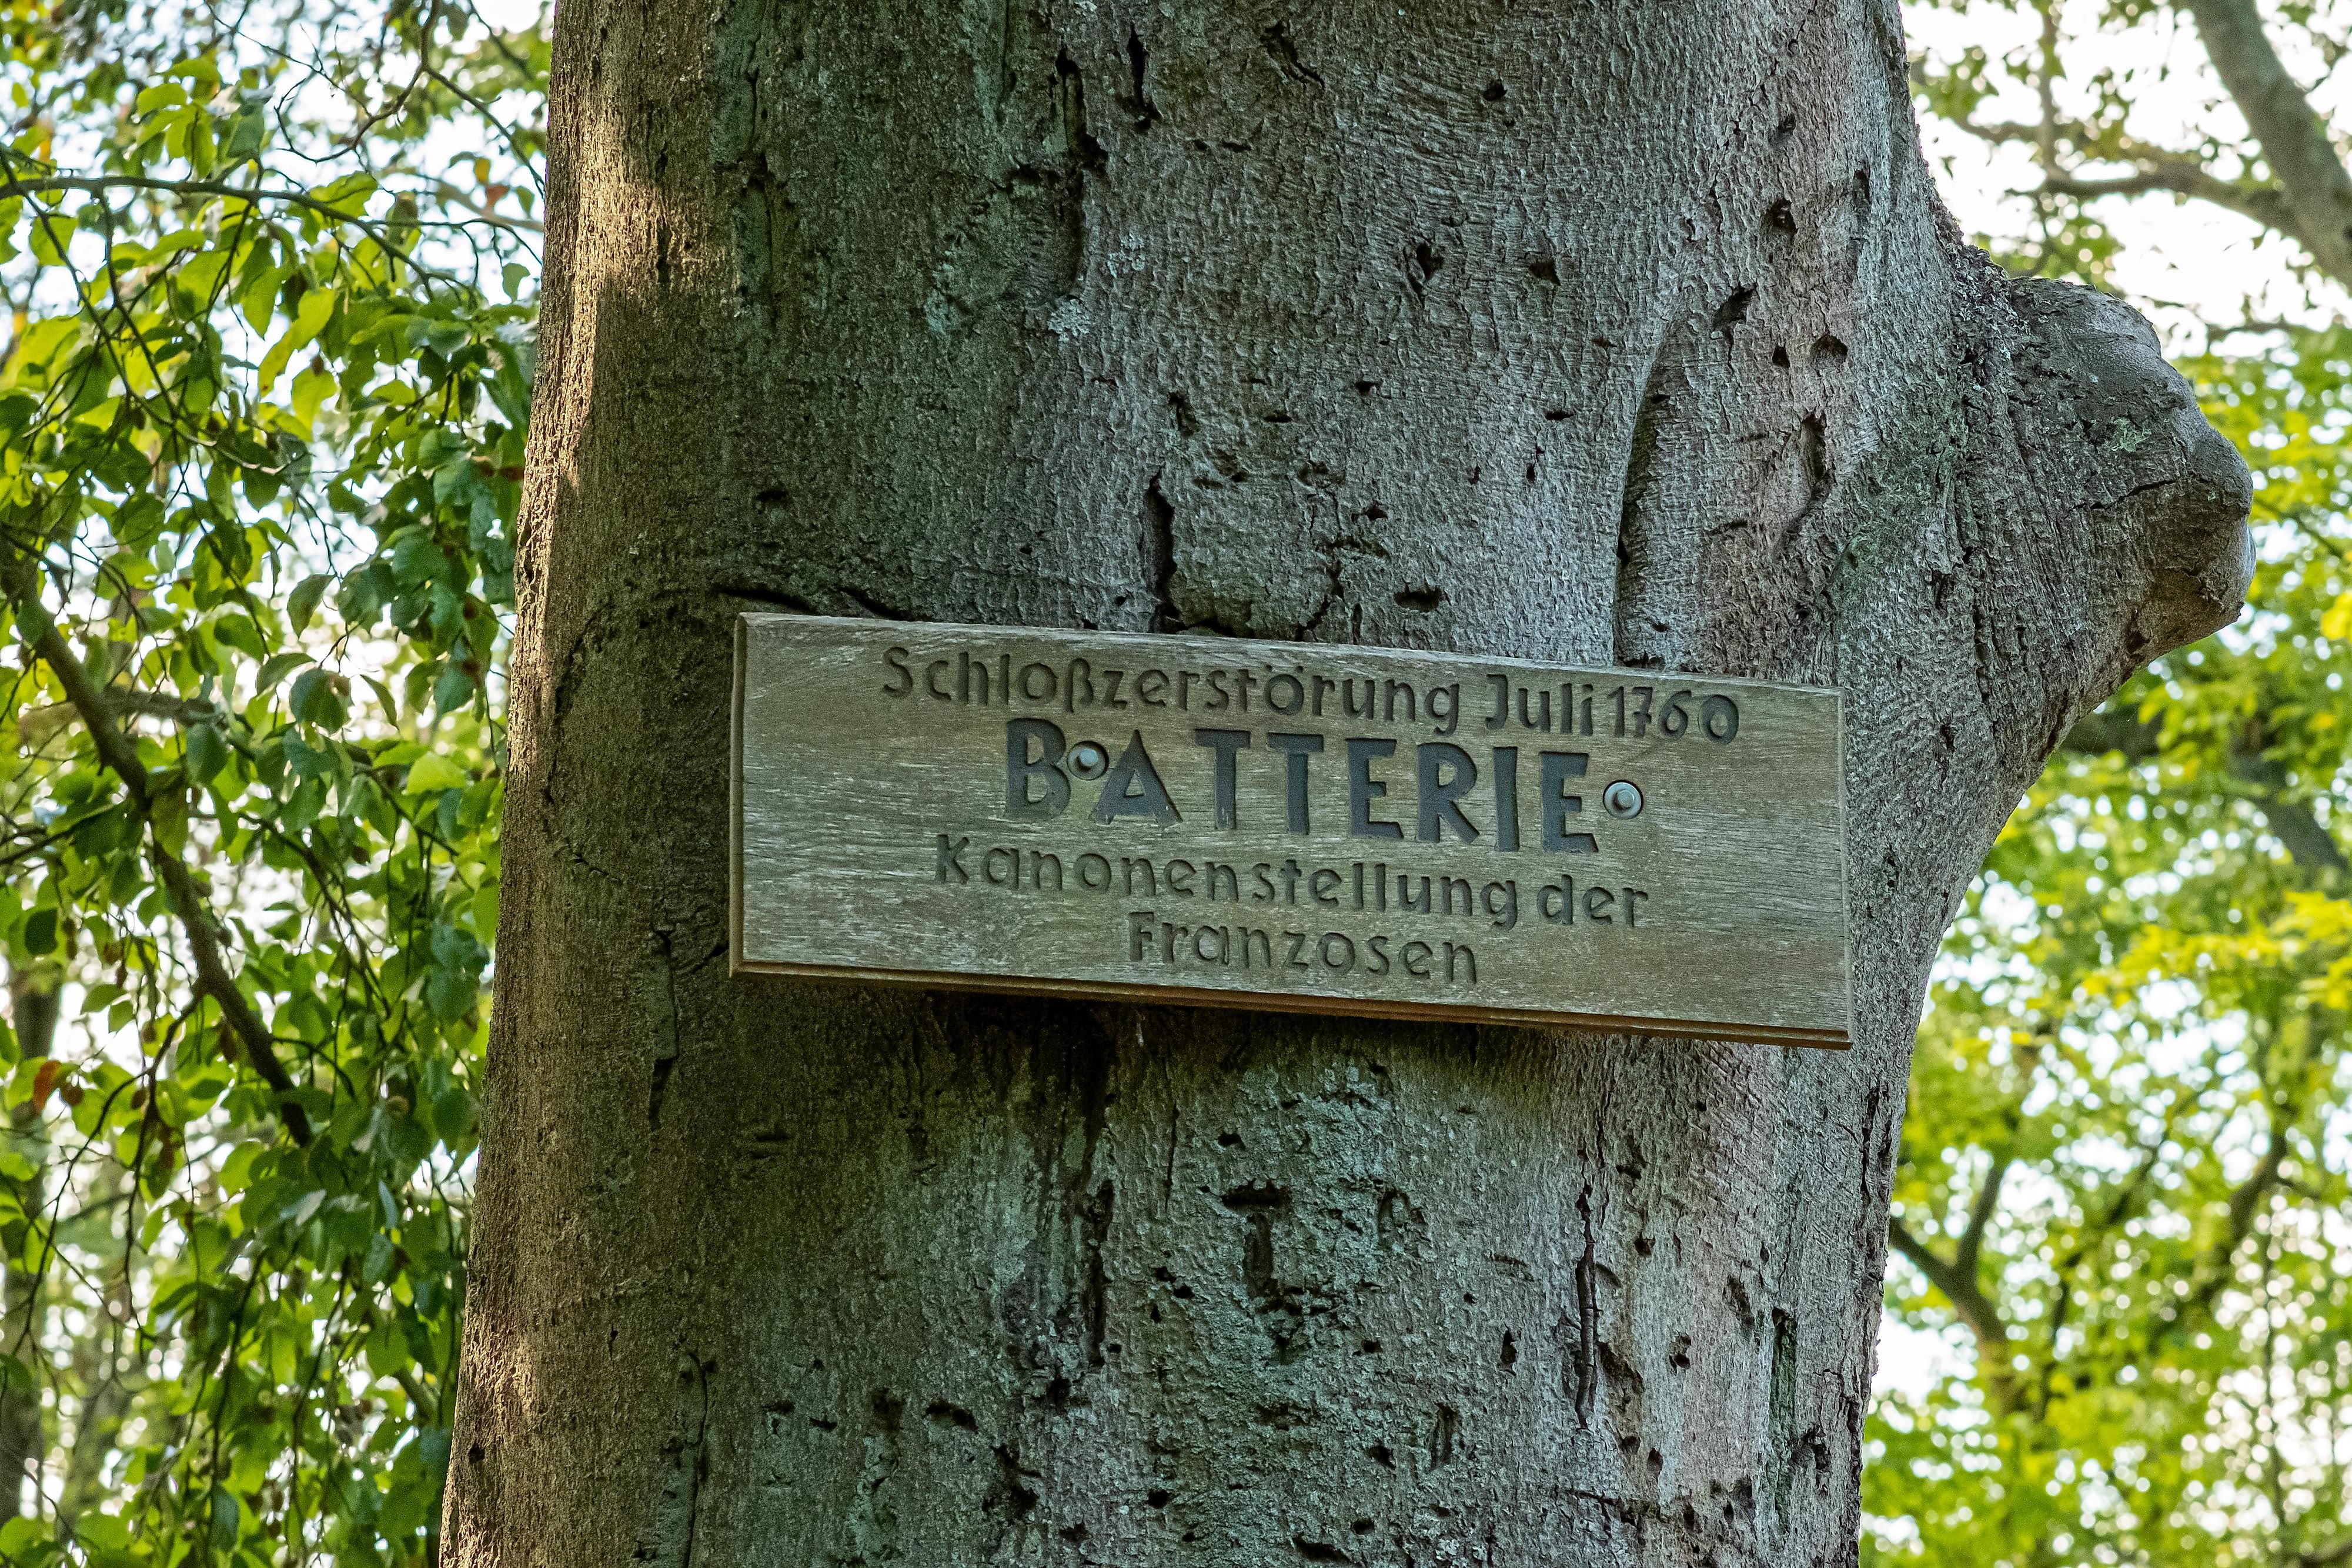 Schloßzerstörung Juli 1760
BATTERIE
Kanonenstellung der
Franzosen